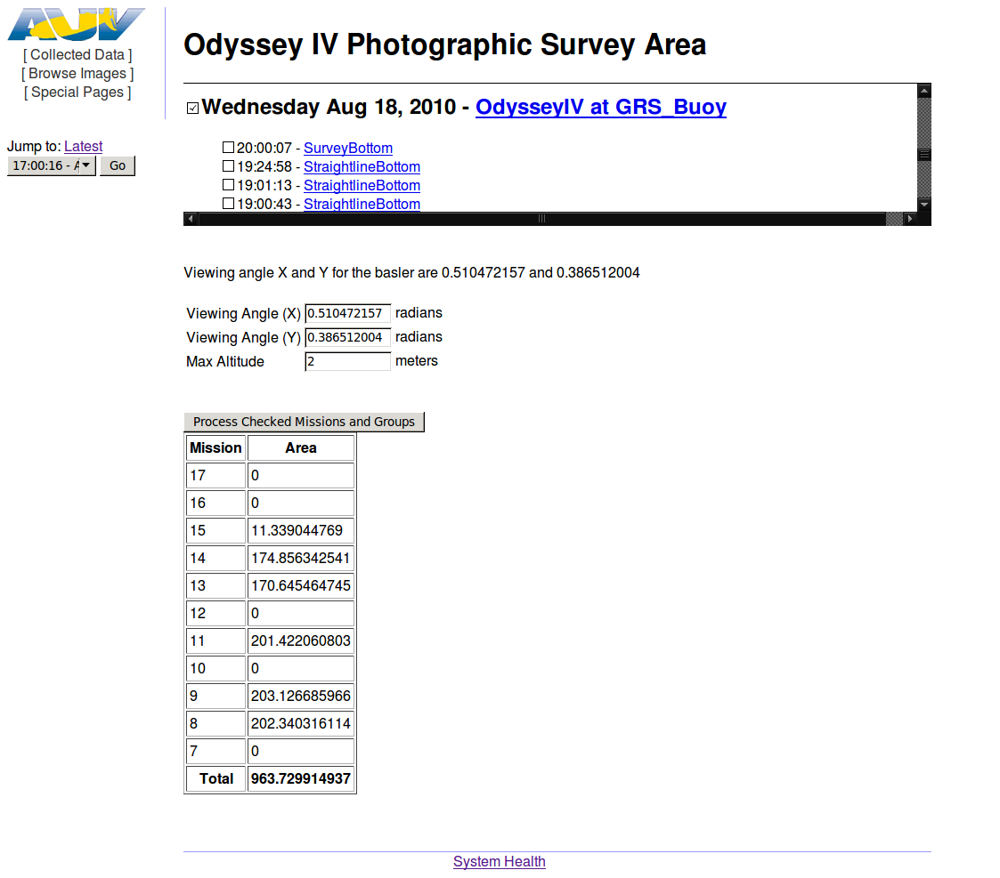 AUV
[ Collected Data ]
[ Browse Images ]
[ Special Pages ]
Jump to: Latest
17:00:16 - A Go
Odyssey IV Photographic Survey Area
Wednesday Aug 18, 2010 - OdysseyIV at GRS_Buoy
20:00:07 - SurveyBottom
19:24:58 - StraightlineBottom
19:01:13 - StraightlineBottom
19:00:43 - StraightlineBottom
Viewing angle X and Y for the basler are 0.510472157 and 0.386512004
Viewing Angle (X) 0.510472157 radians
Viewing Angle (Y) 0.386512004 radians
Max Altitude 2 meters
Process Checked Missions and Groups
Mission Area
17 0
16 0
15 11.339044769
14 174.856342541
13 170.645464745
12 0
11 201.422060803
10 0
9 203.126685966
8 202.340316114
7 0
Total 963.729914937
System Health